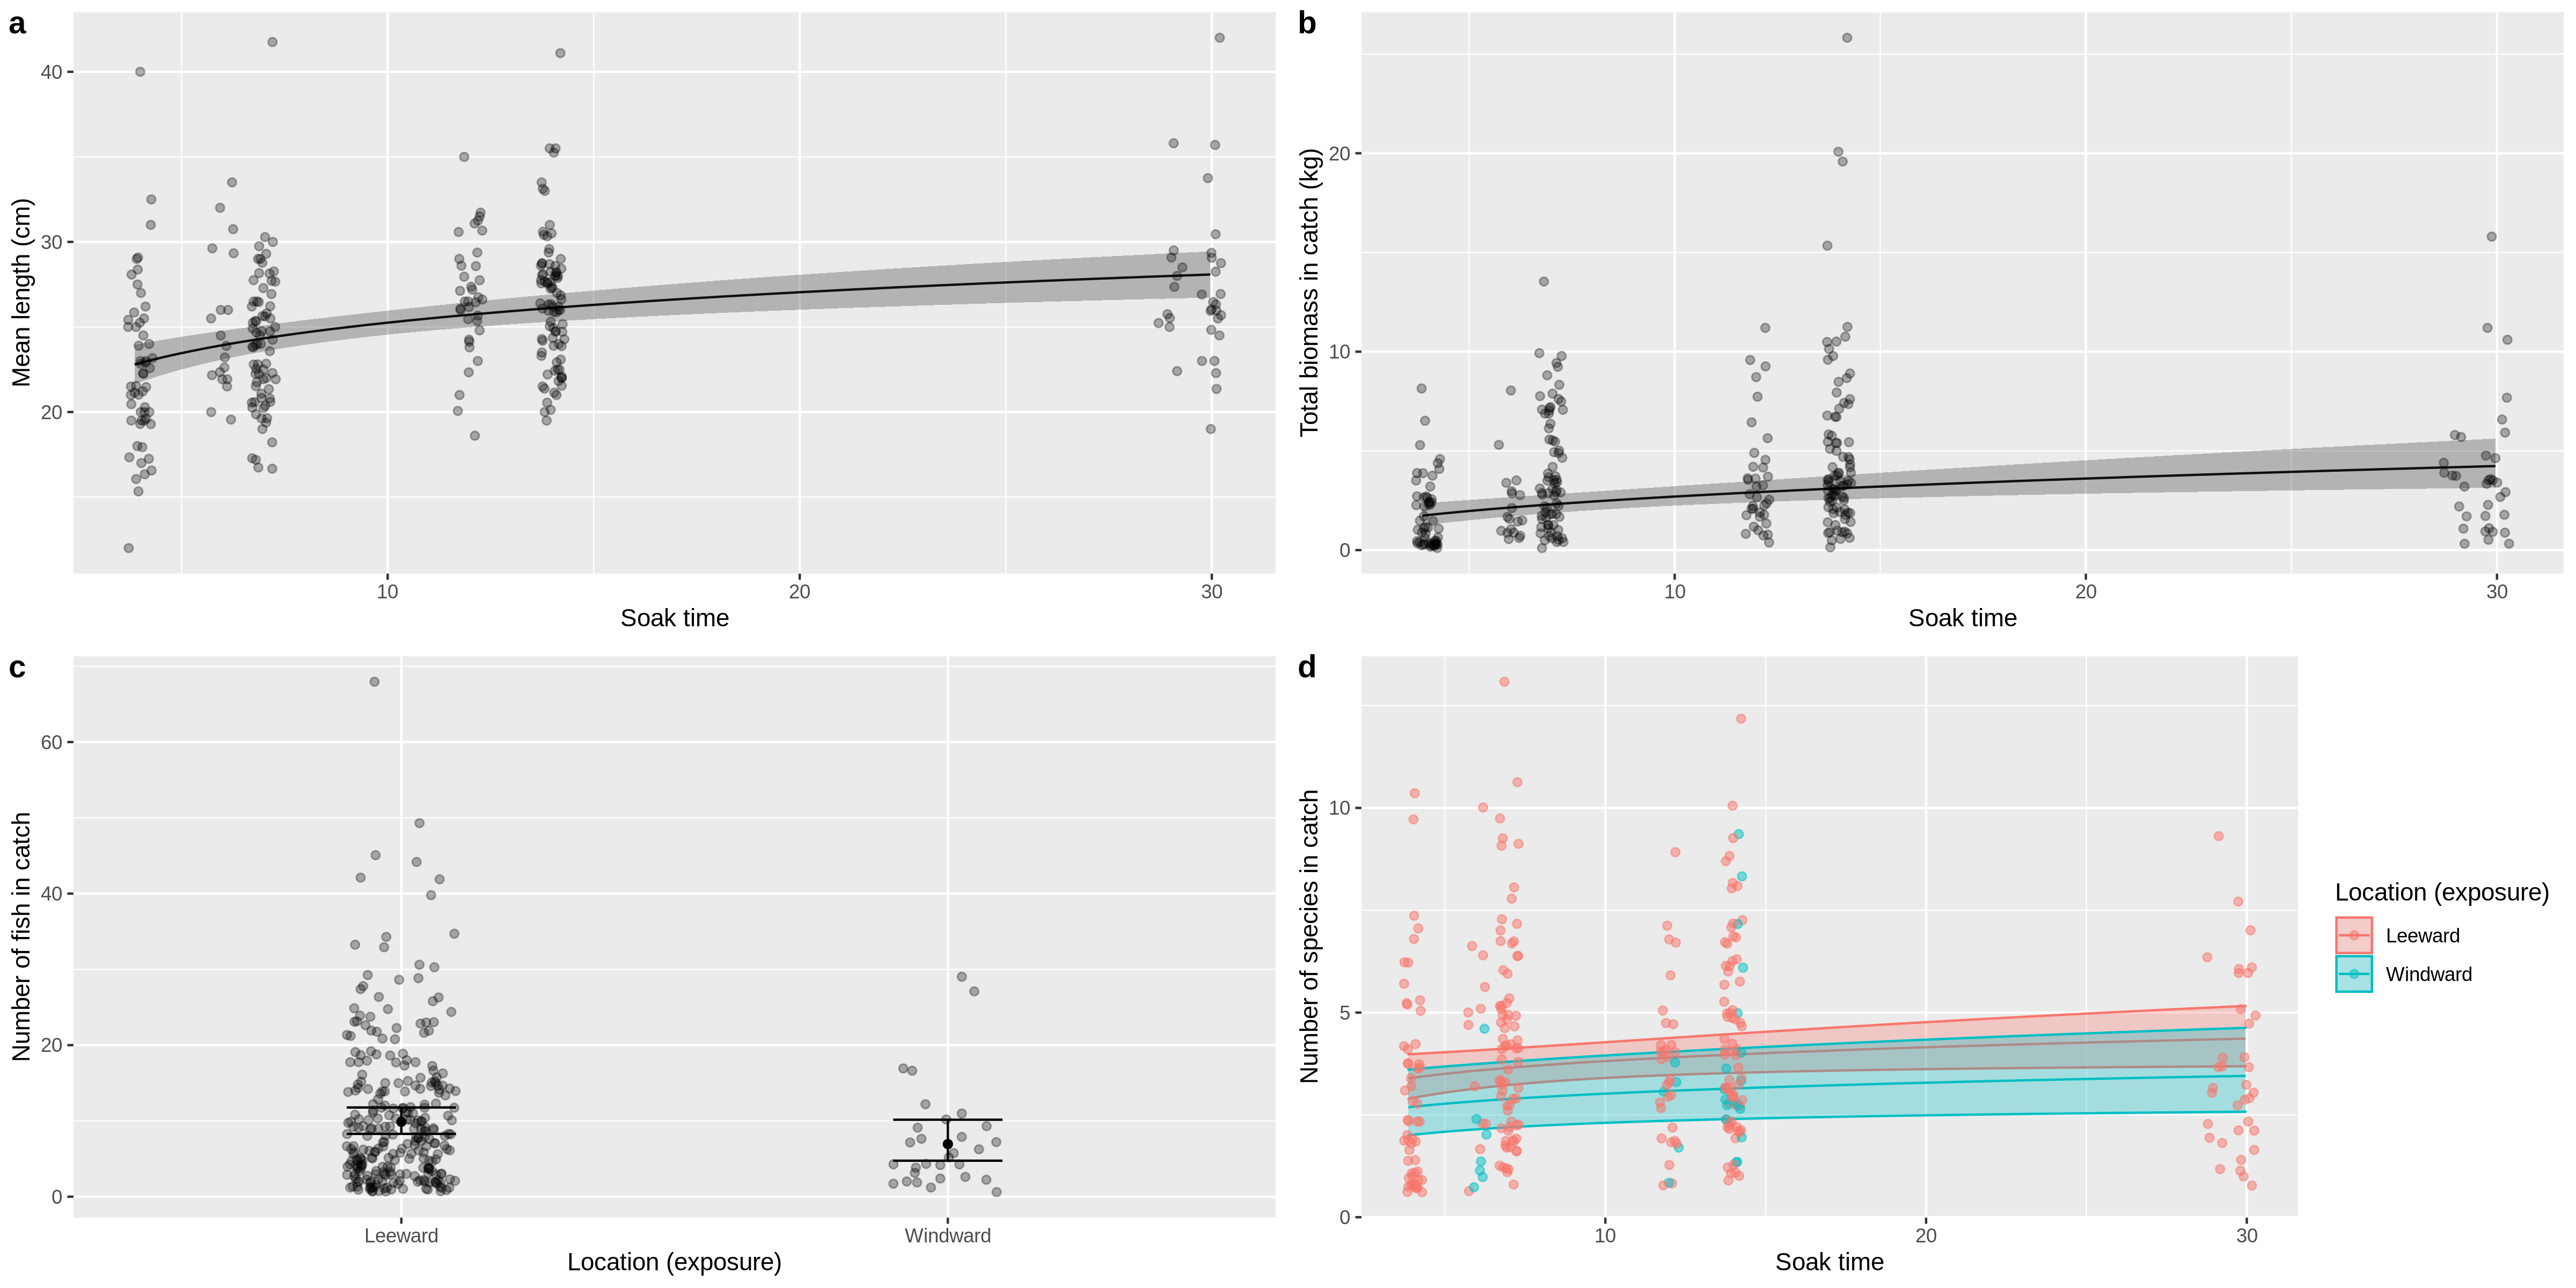 a
40
30
20
Mean length (cm)
10
20
30
Soak time
b
20
10
0
Total biomass in catch (kg)
10
20
30
Soak time
c
60
40
20
0
Number of fish in catch
Leeward
Windward
Location (exposure)
d
10
5
0
Number of species in catch
10
20
30
Soak time
Location (exposure)
Leeward
Windward